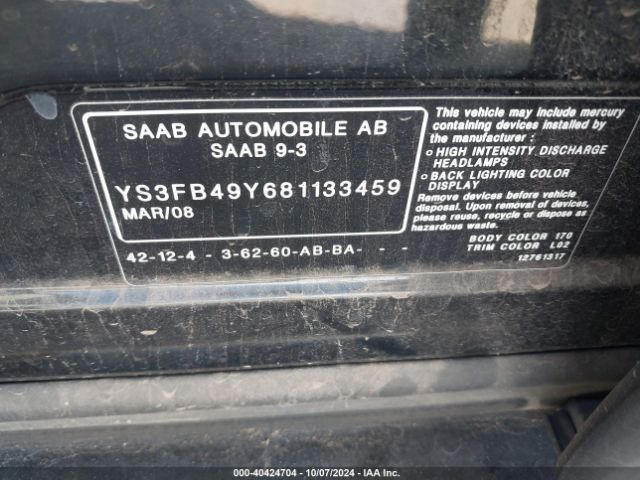 SAAB AUTOMOBILE AB
SAAB 9-3
YS3FB49Y681133459
MAR/08
42-12-4 - 3-62-60-AB-BA- - -
This vehicle may include mercury
containing devices installed by
the manufacturer :
o HIGH INTENSITY DISCHARGE
HEADLAMPS
o BACK LIGHTING COLOR
DISPLAY
Remove devices before vehicle
disposal. Upon removal of devices,
please reuse, recycle or dispose as
hazardous waste.
BODY COLOR 170
TRIM COLOR L02
12761317
000-40424704 - 10/07/2024 - IAA Inc.